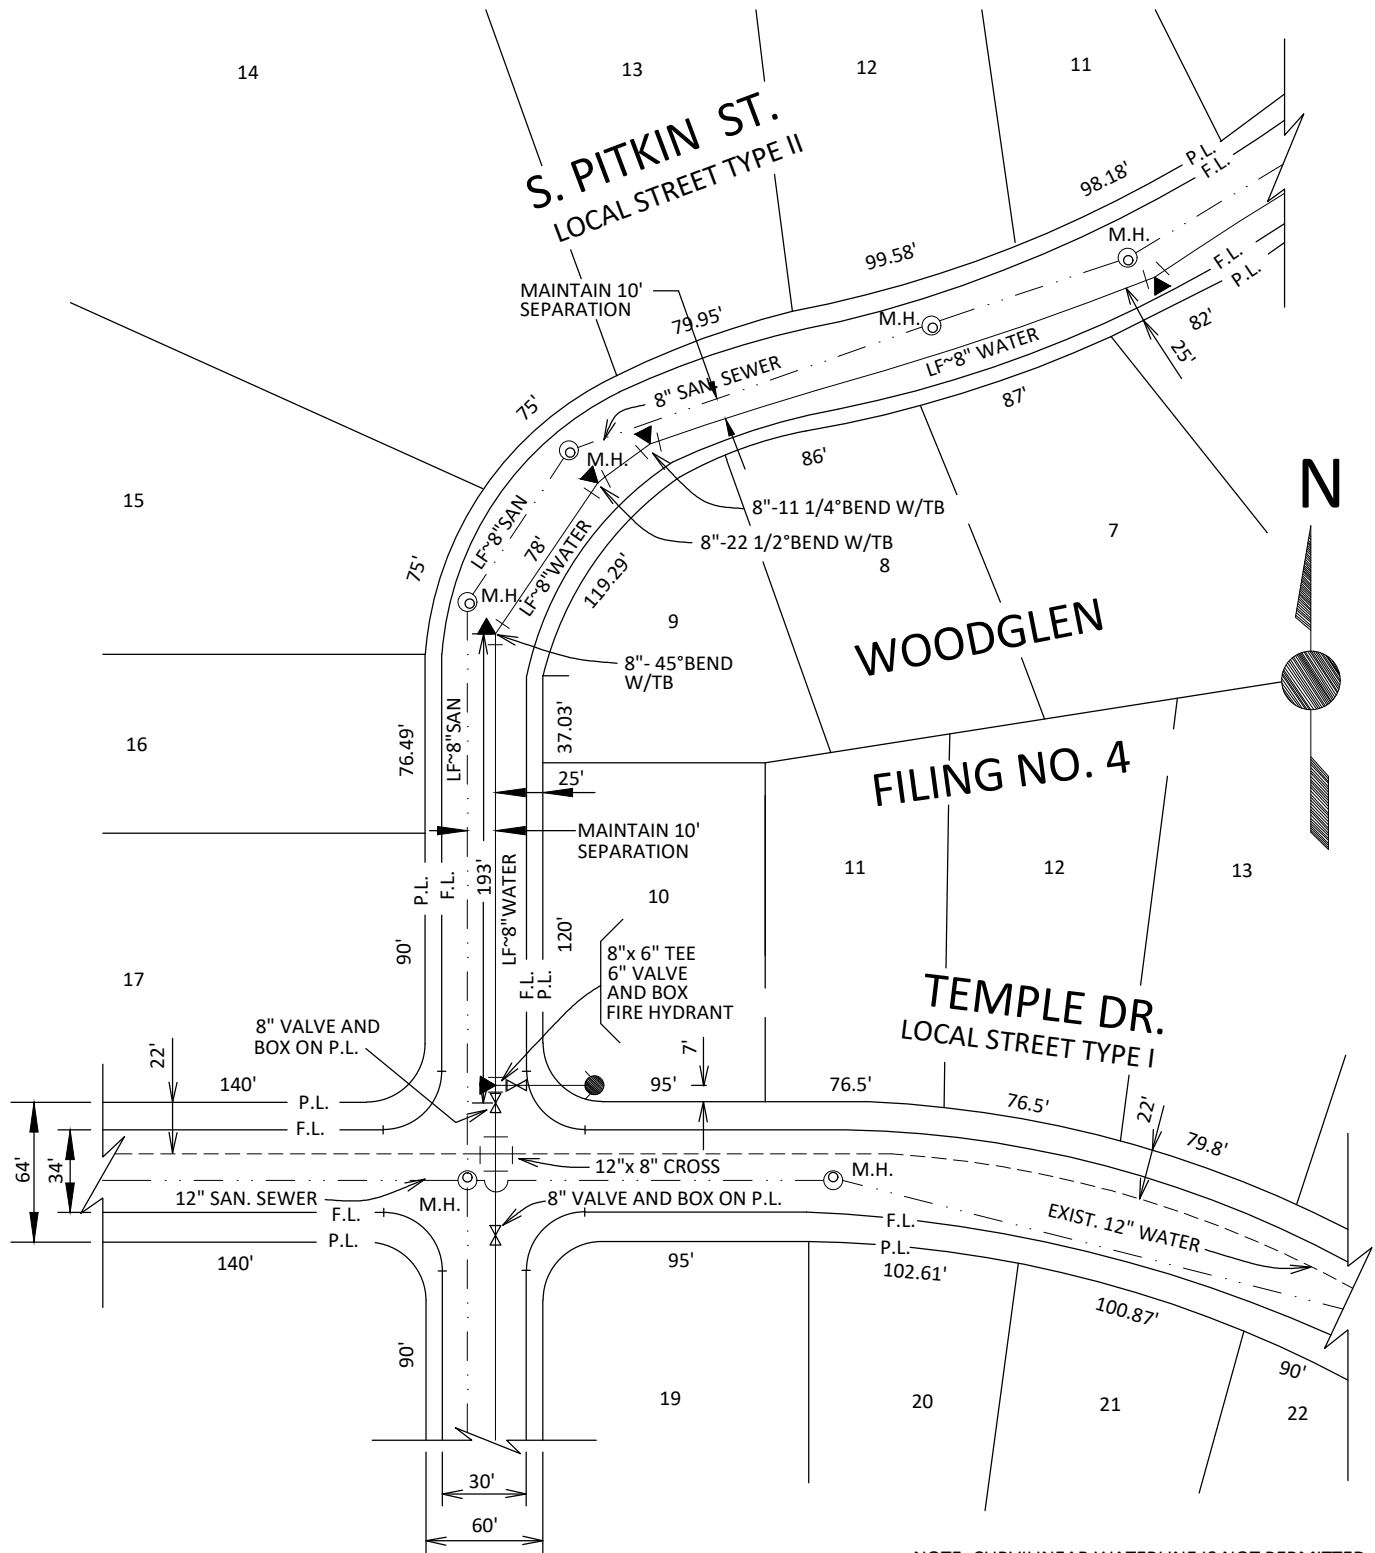 14
13
12
11
S. PITKIN ST.
LOCAL STREET TYPE II
98.18'
P.L.
F.L.
M.H.
99.58'
F.L.
P.L.
MAINTAIN 10'
SEPARATION
79.95'
M.H.
82'
25'
LF~8" WATER
8" SAN. SEWER
87'
75'
M.H.
86'
N
15
8"-11 1/4°BEND W/TB
LF~8"SAN
78'
LF~8"WATER
8"-22 1/2°BEND W/TB
7
8
75'
119.29'
M.H.
9
WOODGLEN
8"- 45°BEND
W/TB
16
76.49'
LF~8"SAN
37.03'
FILING NO. 4
25'
MAINTAIN 10'
SEPARATION
P.L.
F.L.
193'
LF~8"WATER
10
11
12
13
90'
120'
8"x 6" TEE
6" VALVE
AND BOX
FIRE HYDRANT
F.L.
P.L.
17
TEMPLE DR.
LOCAL STREET TYPE I
8" VALVE AND
BOX ON P.L.
22'
7'
140'
95'
76.5'
76.5'
22'
79.8'
P.L.
F.L.
64'
34'
12"x 8" CROSS
M.H.
12" SAN. SEWER
M.H.
8" VALVE AND BOX ON P.L.
F.L.
P.L.
F.L.
P.L.
EXIST. 12" WATER
140'
95'
102.61'
100.87'
90'
90'
19
20
21
22
30'
60'